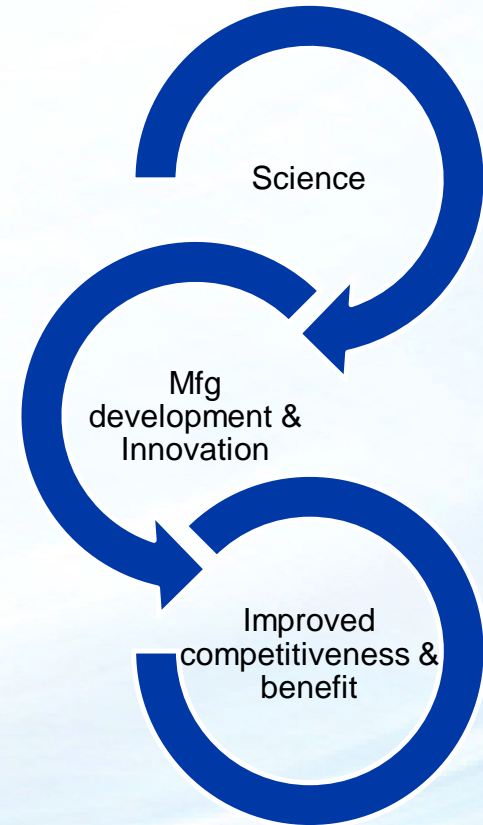 Science
Mfg
development &
Innovation
Improved
competitiveness &
benefit